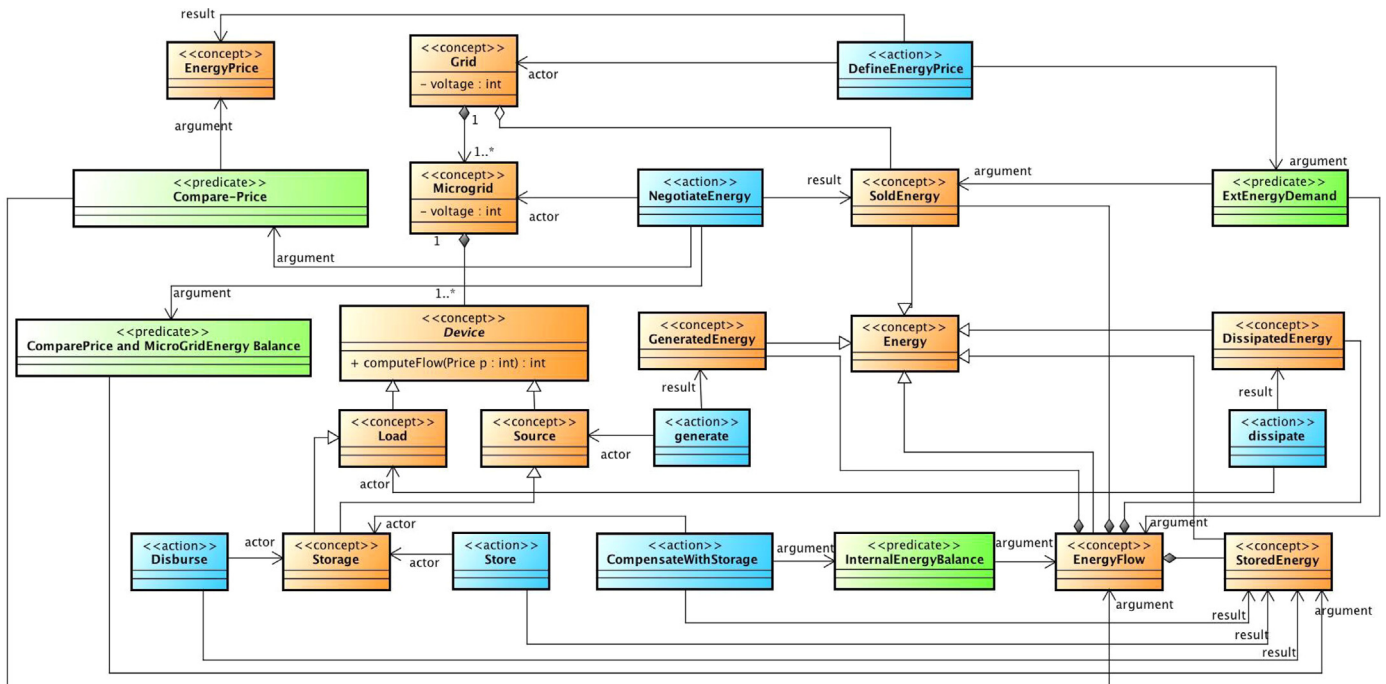 result
<<concept>>
EnergyPrice
<<concept>>
Grid
- voltage : int
actor
<<action>>
DefineEnergyPrice
argument
1
1..*
argument
<<predicate>>
Compare-Price
<<concept>>
Microgrid
- voltage : int
actor
<<action>>
NegotiateEnergy
result
<<concept>>
SoldEnergy
argument
<<predicate>>
ExtEnergyDemand
1
argument
argument
1..*
<<predicate>>
ComparePrice and MicroGridEnergy Balance
<<concept>>
Device
+ computeFlow(Price p : int) : int
<<concept>>
GeneratedEnergy
<<concept>>
Energy
<<concept>>
DissipatedEnergy
result
result
<<concept>>
Load
<<concept>>
Source
actor
<<action>>
generate
<<action>>
dissipate
actor
<<action>>
Disburse
actor
<<concept>>
Storage
actor
actor
<<action>>
Store
<<action>>
CompensateWithStorage
argument
<<predicate>>
InternalEnergyBalance
argument
argument
<<concept>>
EnergyFlow
<<concept>>
StoredEnergy
argument
result
argument
result
result